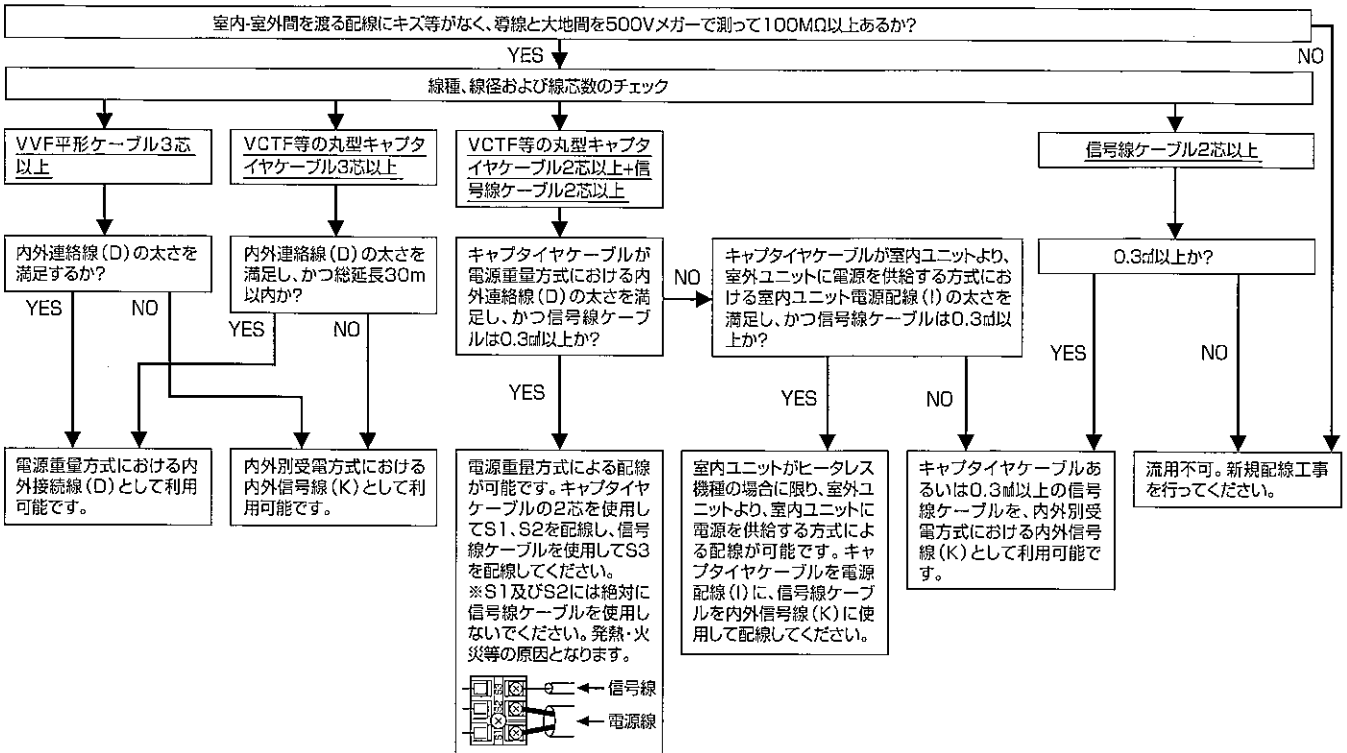 室内-室外間を渡る配線にキズ等がなく、導線と大地間を500Vメガーで測って100MΩ以上あるか?
YES
NO
線種、線径および線芯数のチェック
VVF平形ケーブル3芯
以上
VCTF等の丸型キャプタ
イヤケーブル3芯以上
VCTF等の丸型キャプタ
イヤケーブル2芯以上+信
号線ケーブル2芯以上
信号線ケーブル2芯以上
内外連絡線(D)の太さを
満足するか?
内外連絡線(D)の太さを
満足し、かつ総延長30m
以内か?
キャプタイヤケーブルが
電源重量方式における内
外連絡線(D)の太さを満
足し、かつ信号線ケーブ
ルは0.3㎟以上か?
NO
キャプタイヤケーブルが室内ユニットより、
室外ユニットに電源を供給する方式にお
ける室内ユニット電源配線(I)の太さを
満足し、かつ信号線ケーブルは0.3㎟以
上か?
0.3㎟以上か?
YES
NO
YES
NO
YES
YES
NO
YES
NO
電源重量方式における内
外接続線(D)として利用
可能です。
内外別受電方式における
内外信号線(K)として利
用可能です。
電源重量方式による配線
が可能です。キャプタイヤ
ケーブルの2芯を使用し
てS1、S2を配線し、信号
線ケーブルを使用してS3
を配線してください。
※S1及びS2には絶対に
信号線ケーブルを使用し
ないでください。発熱・火
災等の原因となります。
S3
S2
S1
信号線
電源線
室内ユニットがヒータレス
機種の場合に限り、室外ユ
ニットより、室内ユニットに
電源を供給する方式によ
る配線が可能です。キャ
プタイヤケーブルを電源
配線(I)に、信号線ケーブ
ルを内外信号線(K)に使
用して配線してください。
キャプタイヤケーブルあ
るいは0.3㎟以上の信号
線ケーブルを、内外別受
電方式における内外信号
線(K)として利用可能で
す。
流用不可。新規配線工事
を行ってください。